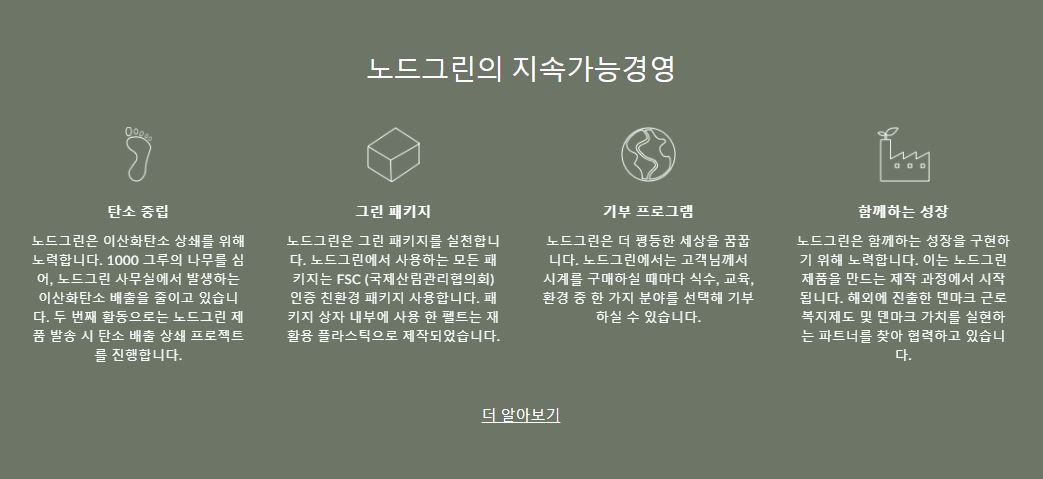 노드그린의 지속가능경영
탄소 중립
노드그린은 이산화탄소 상쇄를 위해
노력합니다. 1000 그루의 나무를 심
어, 노드그린 사무실에서 발생하는
이산화탄소 배출을 줄이고 있습니
다. 두 번째 활동으로는 노드그린 제
품 발송 시 탄소 배출 상쇄 프로젝트
를 진행합니다.
그린 패키지
노드그린은 그린 패키지를 실천합니
다. 노드그린에서 사용하는 모든 패
키지는 FSC (국제산림관리협의회)
인증 친환경 패키지 사용합니다. 패
키지 상자 내부에 사용 한 펠트는 재
활용 플라스틱으로 제작되었습니다.
기부 프로그램
노드그린은 더 평등한 세상을 꿈꿉
니다. 노드그린에서는 고객님께서
시계를 구매하실 때마다 식수, 교육,
환경 중 한 가지 분야를 선택해 기부
하실 수 있습니다.
함께하는 성장
노드그린은 함께하는 성장을 구현하
기 위해 노력합니다. 이는 노드그린
제품을 만드는 제작 과정에서 시작
됩니다. 해외에 진출한 덴마크 근로
복지제도 및 덴마크 가치를 실현하
는 파트너를 찾아 협력하고 있습니
다.
더 알아보기